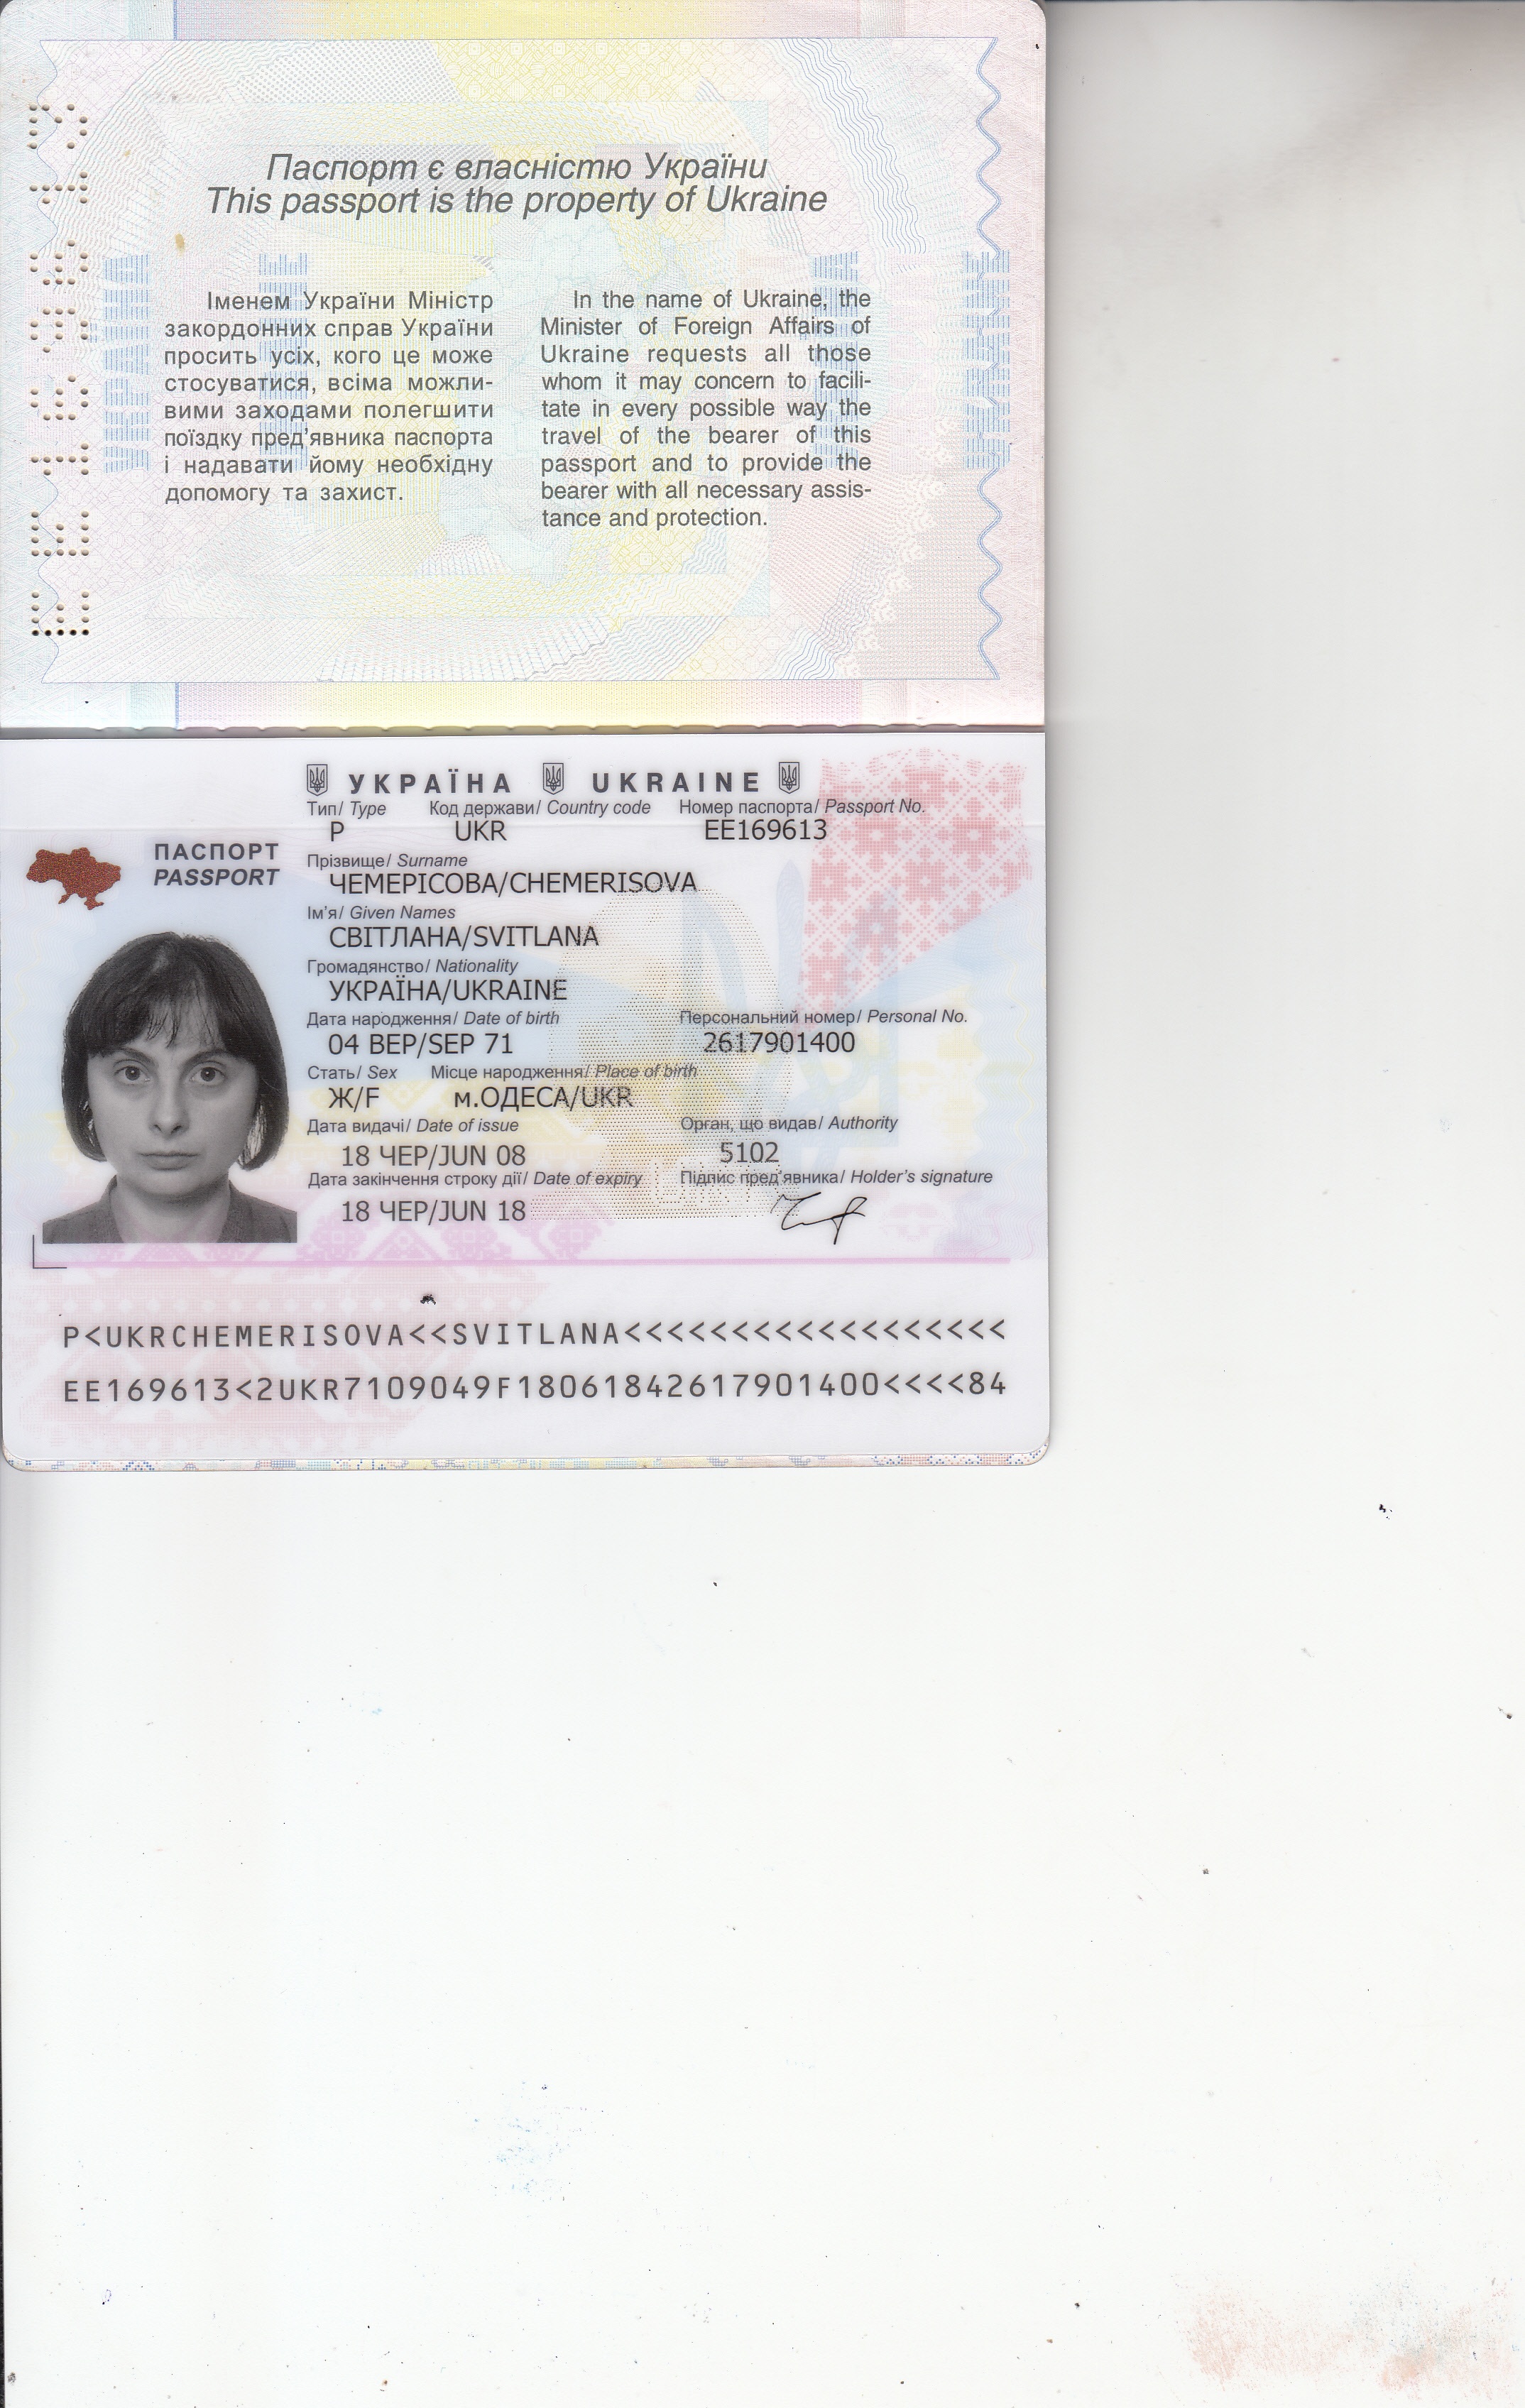 Паспорт є власністю України
This passport is the property of Ukraine
Іменем України Міністр
закордонних справ України
просить усіх, кого це може
стосуватися, всіма можли-
вими заходами полегшити
поїздку пред’явника паспорта
і надавати йому необхідну
допомогу та захист.
In the name of Ukraine, the
Minister of Foreign Affairs of
Ukraine requests all those
whom it may concern to facili-
tate in every possible way the
travel of the bearer of this
passport and to provide the
bearer with all necessary assis-
tance and protection.
EE169613
УКРАЇНА UKRAINE
Тип/ Type Код держави/ Country code Номер паспорта/ Passport No.
P UKR EE169613
ПАСПОРТ
PASSPORT
Прізвище/ Surname
ЧЕМЕРІСОВА/CHEMERISOVA
Ім’я/ Given Names
СВІТЛАНА/SVITLANA
Громадянство/ Nationality
УКРАЇНА/UKRAINE
Дата народження/ Date of birth Персональний номер/ Personal No.
04 ВЕР/SEP 71 2617901400
Стать/ Sex Місце народження/ Place of birth
Ж/F м.ОДЕСА/UKR
Дата видачі/ Date of issue Орган, що видав/ Authority
18 ЧЕР/JUN 08 5102
Дата закінчення строку дії/ Date of expiry Підпис пред’явника/ Holder’s signature
18 ЧЕР/JUN 18
P<UKRCHEMERISOVA<<SVITLANA<<<<<<<<<<<<<<<<<<
EE169613<2UKR7109049F18061842617901400<<<<84